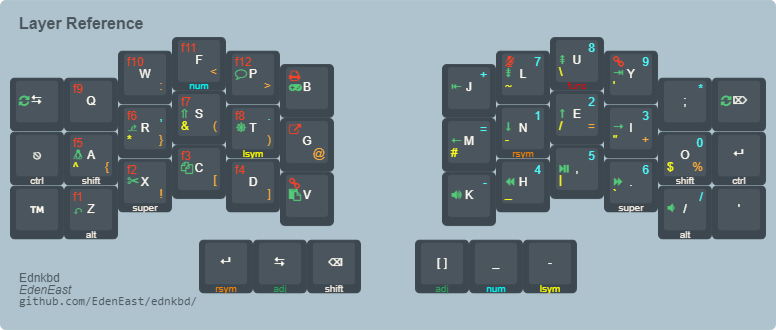 Layer Reference
f11 8
F < U \
f10 f12 7 9
W : P > L ~ Y '
num func
f9 B J + ; *
Q
f7 2
f6 S f8 1 E 3
R , & ( T . N / = I
* } ) - " +
f5 G M = O 0
A @ # $ %
^ {
lsym rsym
ctrl shift shift ctrl
f3 5
C [ , |
f2 f4 4 6
X ! D ] H _ .
super super
f1 V K - / /
™ Z '
alt alt
[ ] _ -
rsym adj shift adj num lsym
Ednkbd
EdenEast
github.com/EdenEast/ednkbd/